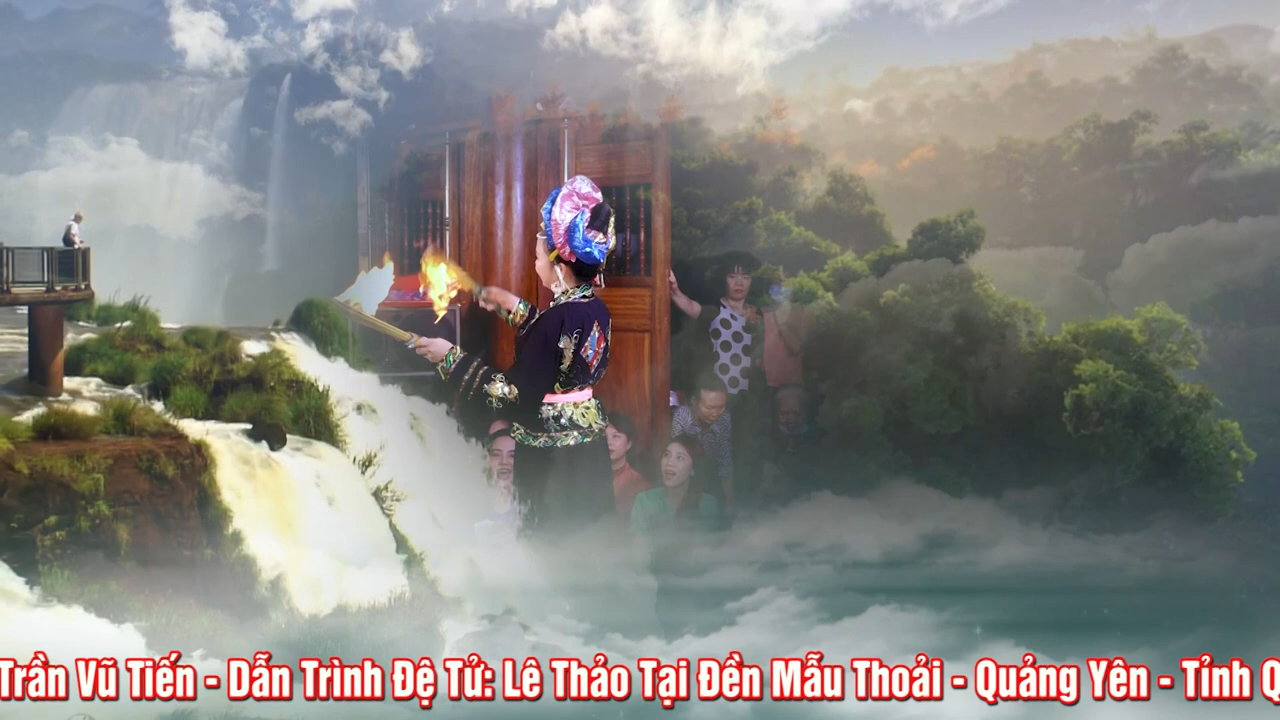 Trần Vũ Tiến - Dẫn Trình Đệ Tử: Lê Thảo Tại Đền Mẫu Thoải - Quảng Yên - Tỉnh Q